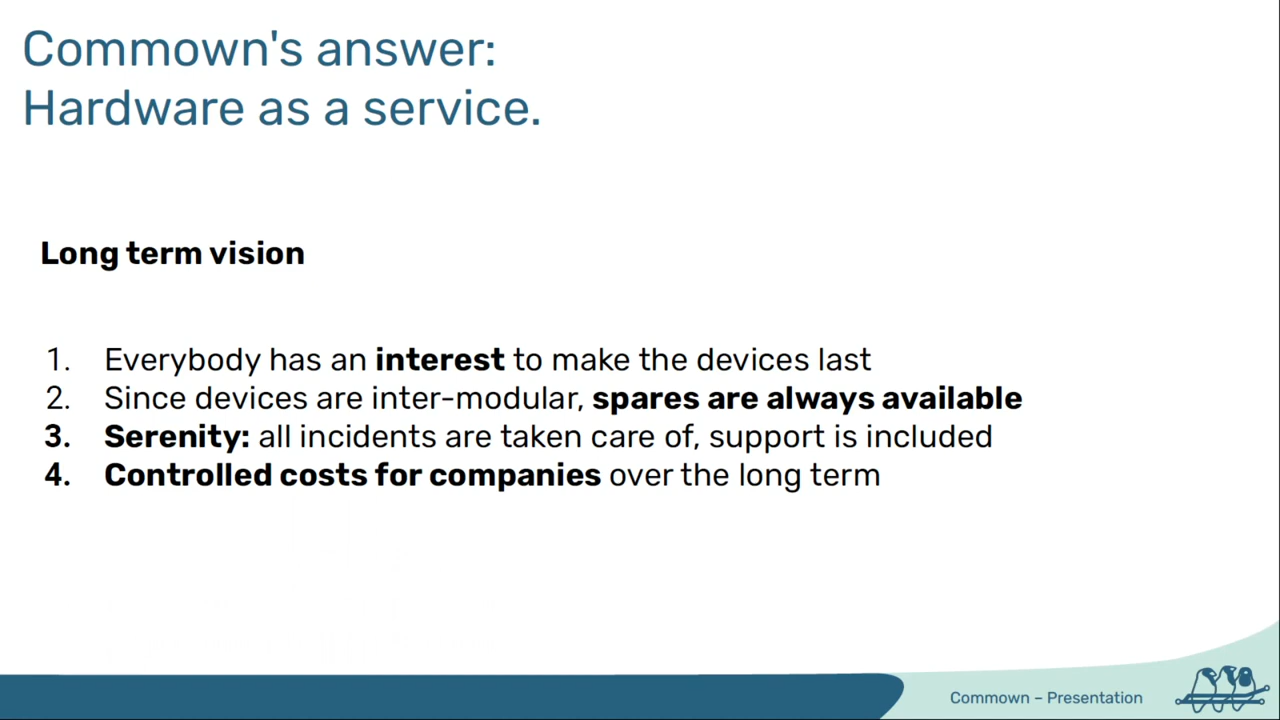 Commown's answer:
Hardware as a service.
Long term vision
1. Everybody has an interest to make the devices last
2. Since devices are inter-modular, spares are always available
3. Serenity: all incidents are taken care of, support is included
4. Controlled costs for companies over the long term
Commown – Presentation